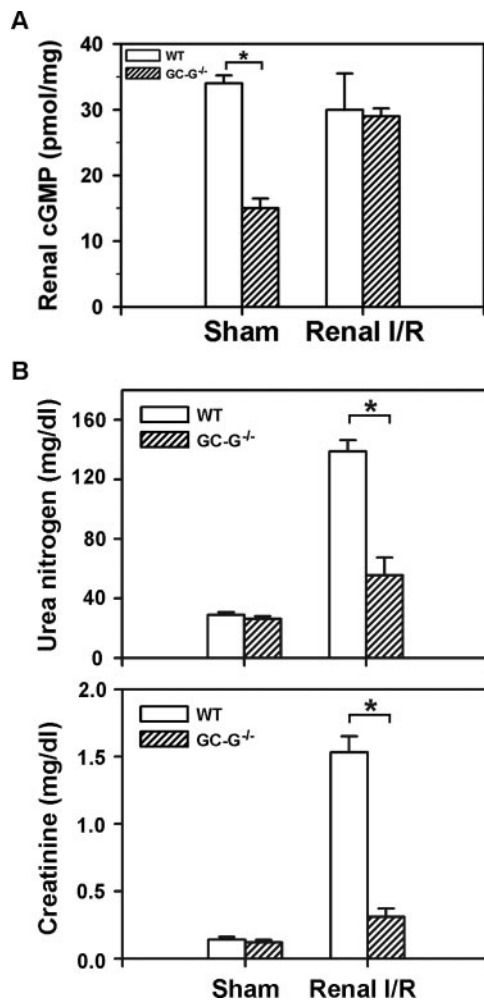 A
Renal cGMP (pmol/mg)
40
30
20
10
0
WT
GC-G-/-
*
Sham Renal I/R
B
Urea nitrogen (mg/dl)
160
120
80
40
0
WT
GC-G-/-
*
Creatinine (mg/dl)
2.0
1.5
1.0
0.5
0.0
WT
GC-G-/-
*
Sham Renal I/R